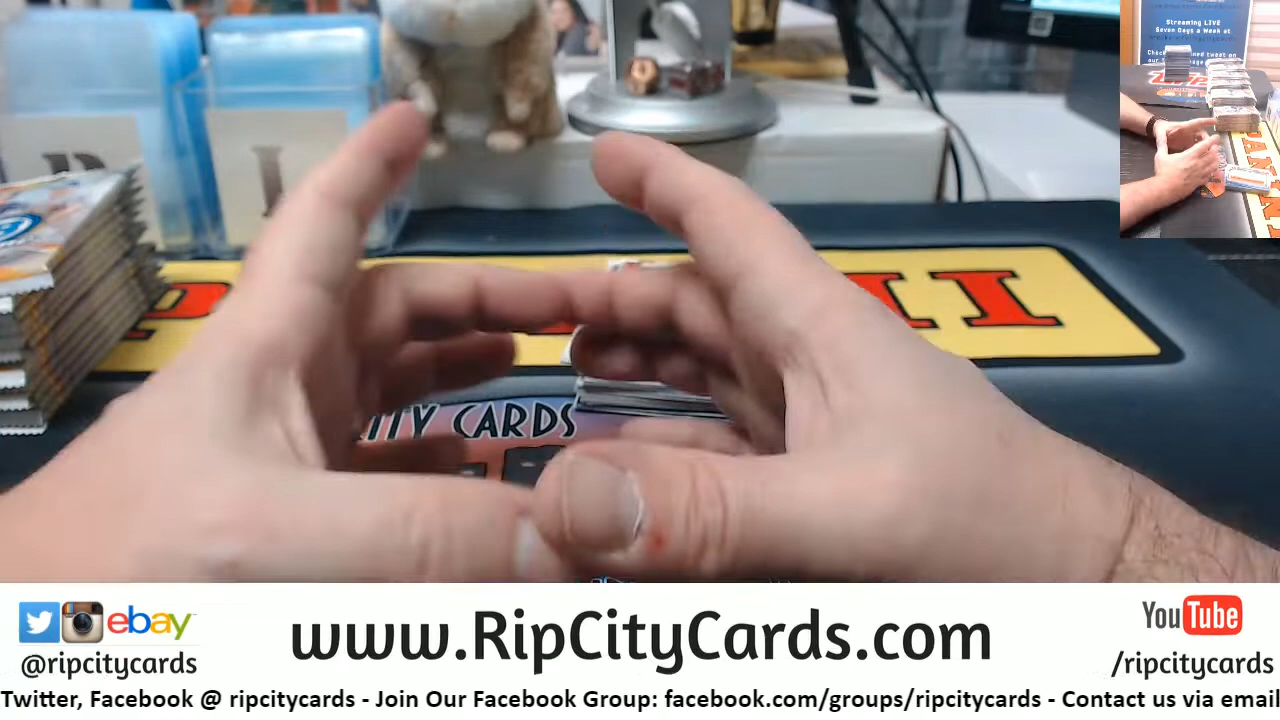 Streaming LIVE
Seven Days a Week at
CITY CARDS
ebay
@ripcitycards
www.RipCityCards.com
YouTube
/ripcitycards
Twitter, Facebook @ ripcitycards - Join Our Facebook Group: facebook.com/groups/ripcitycards - Contact us via email